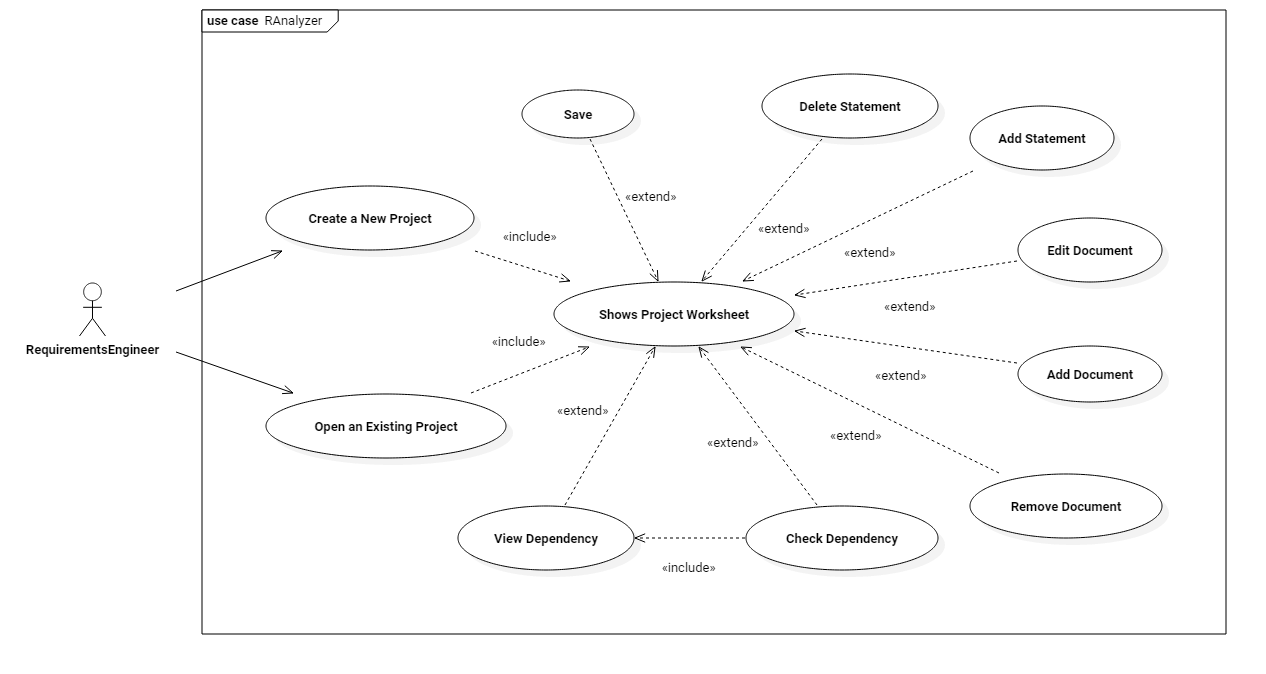 use case RAnalyzer
Delete Statement
Save
Add Statement
«extend»
Create a New Project
«extend»
«include»
«extend»
Edit Document
«extend»
Shows Project Worksheet
«include»
RequirementsEngineer
«extend»
Add Document
«extend»
Open an Existing Project
«extend»
«extend»
Remove Document
View Dependency
Check Dependency
«include»